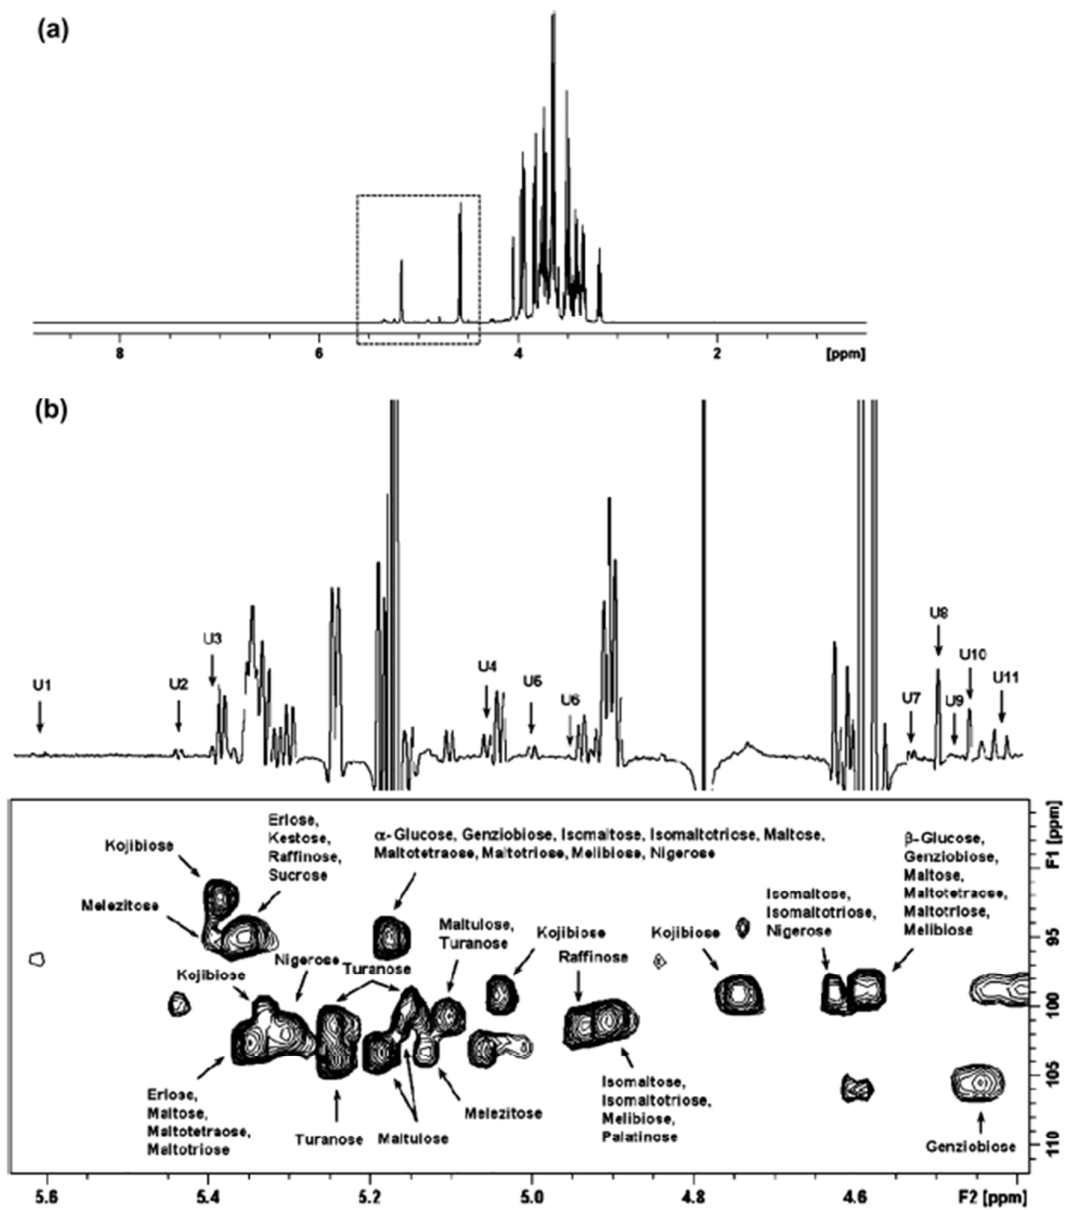 (a)
8
6
4
2
[ppm]
(b)
U1
U2
U3
U4
U5
U6
U7
U8
U9
U10
U11
Kojibiose
Melezitose
Erlose,
Kestose,
Raffinose,
Sucrose
α-Glucose, Genziobiose, Isomaltose, Isomaltotriose, Maltose,
Maltotetraose, Maltotriose, Melibiose, Nigerose
Maltulose,
Turanose
Kojibiose
Raffinose
Kojibiose
Isomaltose,
Isomaltotriose,
Nigerose
β-Glucose,
Genziobiose,
Maltose,
Maltotetraose,
Maltotriose,
Melibiose
Kojibiose
Nigerose
Turanose
Erlose,
Maltose,
Maltotetraose,
Maltotriose
Turanose
Maltulose
Melezitose
Isomaltose,
Isomaltotriose,
Melibiose,
Palatinose
Genziobiose
F1 [ppm]
95
100
105
110
5.6
5.4
5.2
5.0
4.8
4.6
F2 [ppm]